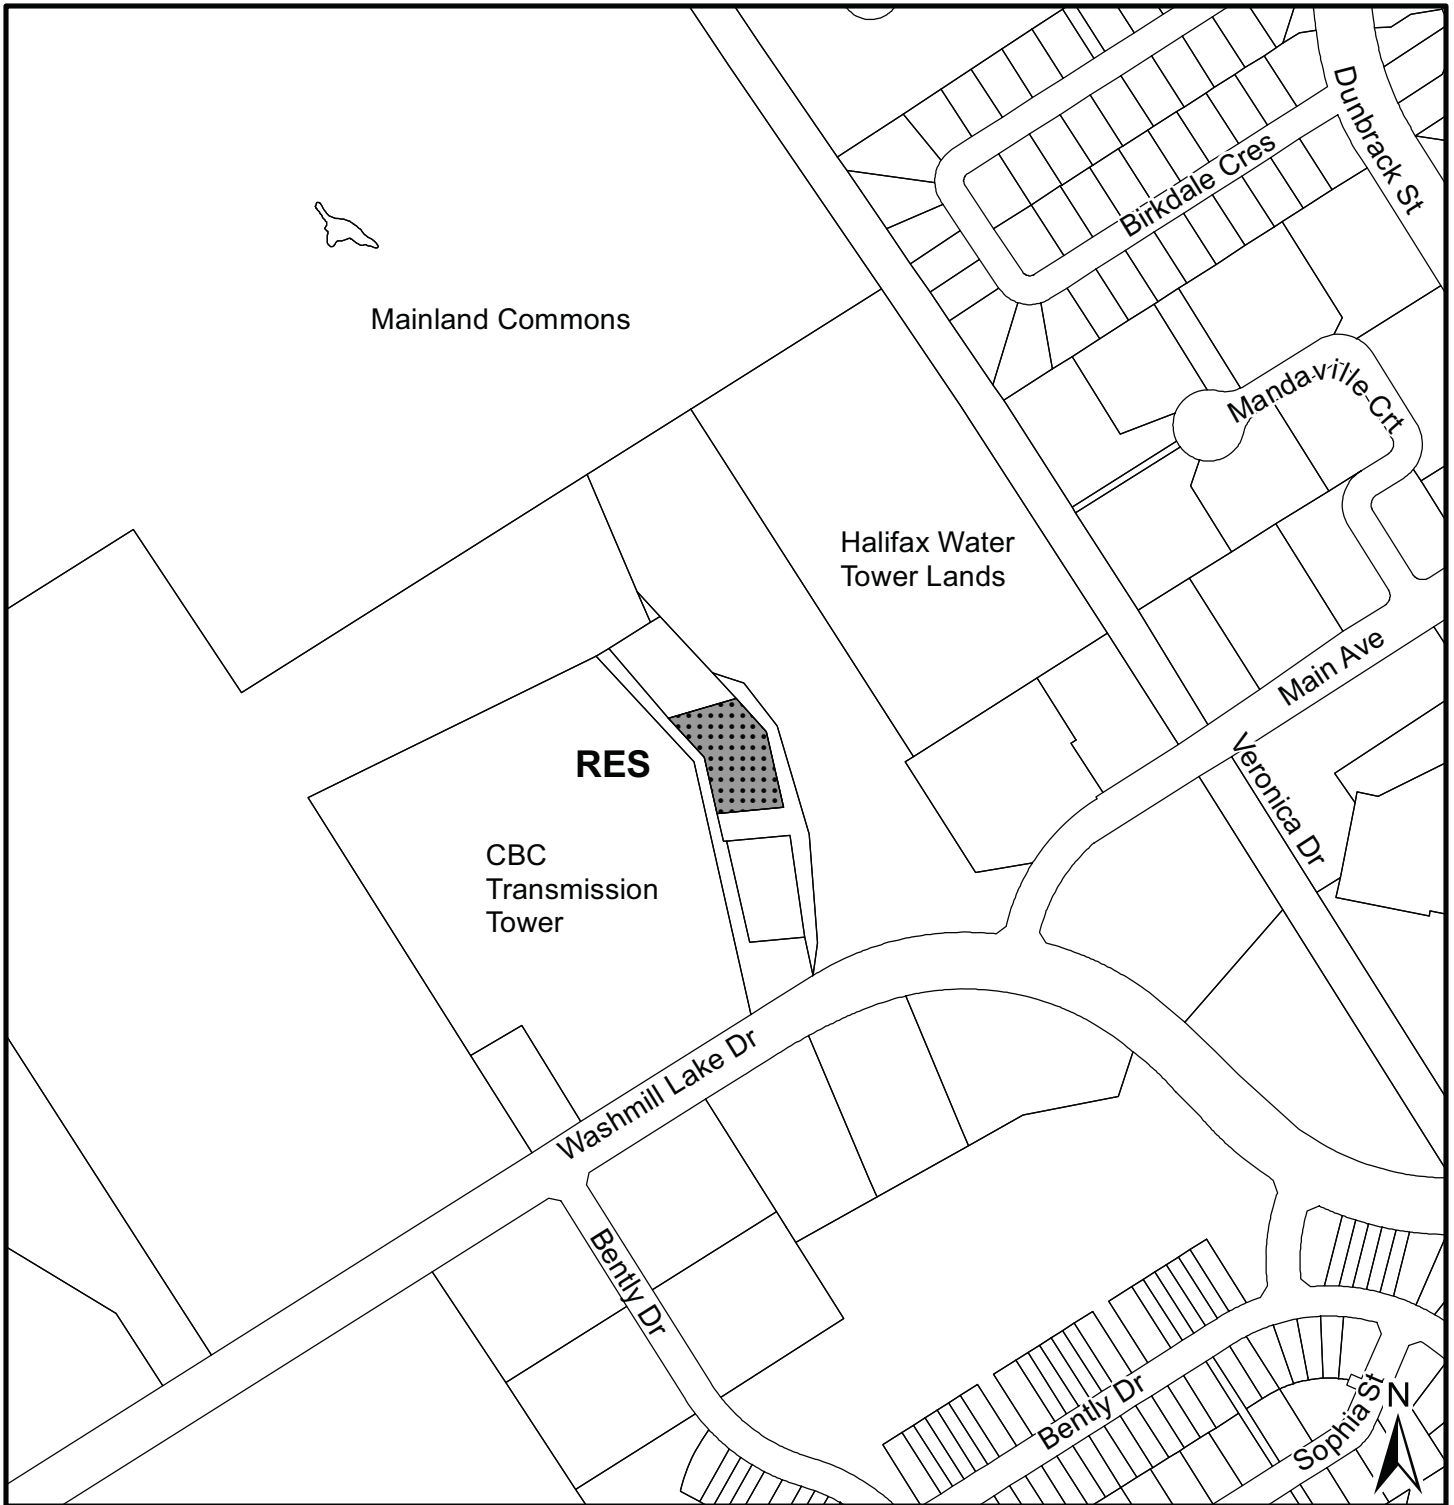 Dunbrack St
Birkdale Cres
Mainland Commons
Mandaville Crt
Halifax Water
Tower Lands
Main Ave
RES
Veronica Dr
CBC
Transmission
Tower
Washmill Lake Dr
Bently Dr
Bently Dr
Sophia St
N